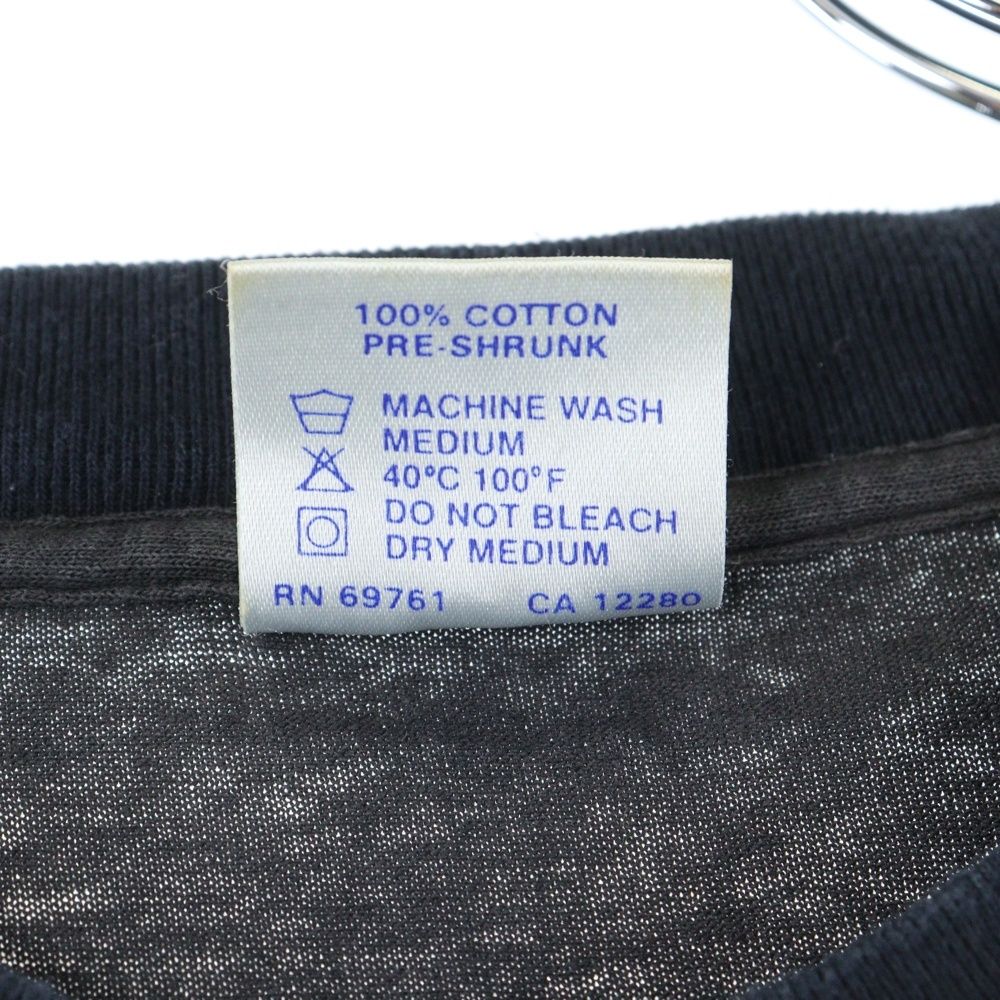 100% COTTON
PRE-SHRUNK
MACHINE WASH
MEDIUM
40°C 100°F
DO NOT BLEACH
DRY MEDIUM
RN 69761 CA 12280